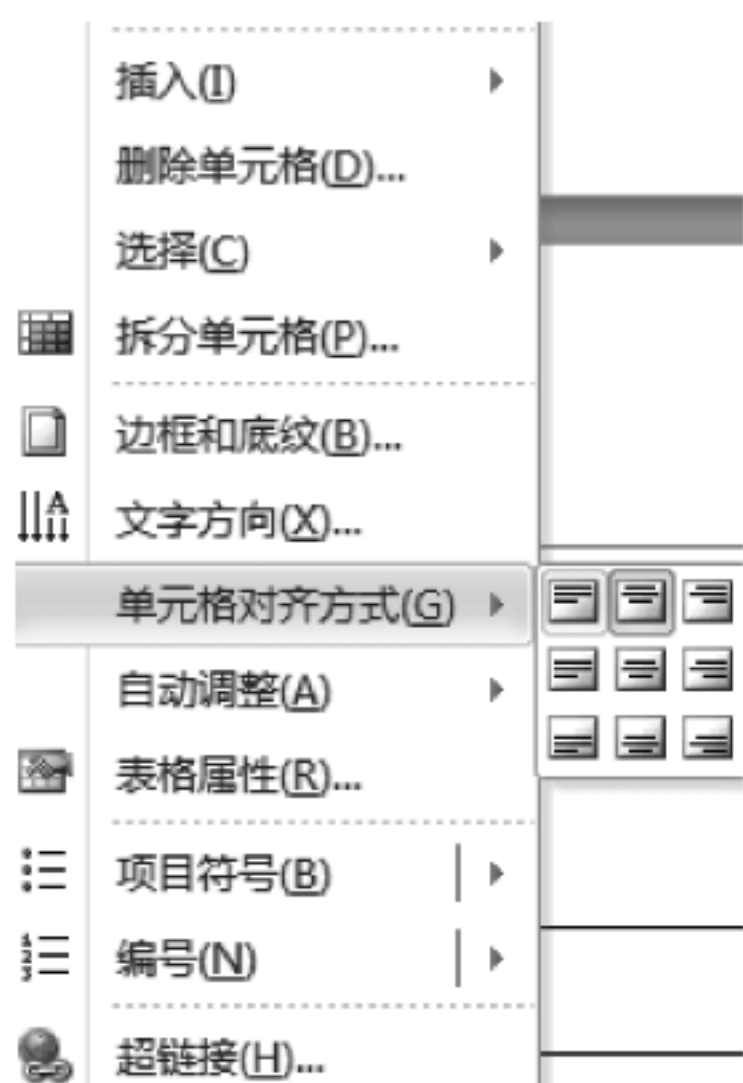 插入(I)
删除单元格(D)...
选择(C)
拆分单元格(P)...
边框和底纹(B)...
文字方向(X)...
单元格对齐方式(G)
自动调整(A)
表格属性(R)...
项目符号(B)
编号(N)
超链接(H)...